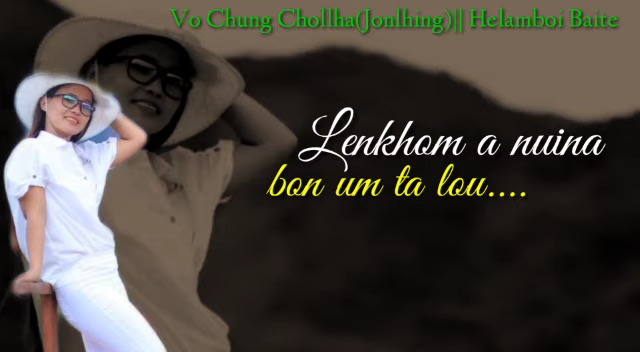 Vo Chung Chollha(Jonlhing)|| Helamboi Baite
Lenkhom a nuina
bon um ta lou....